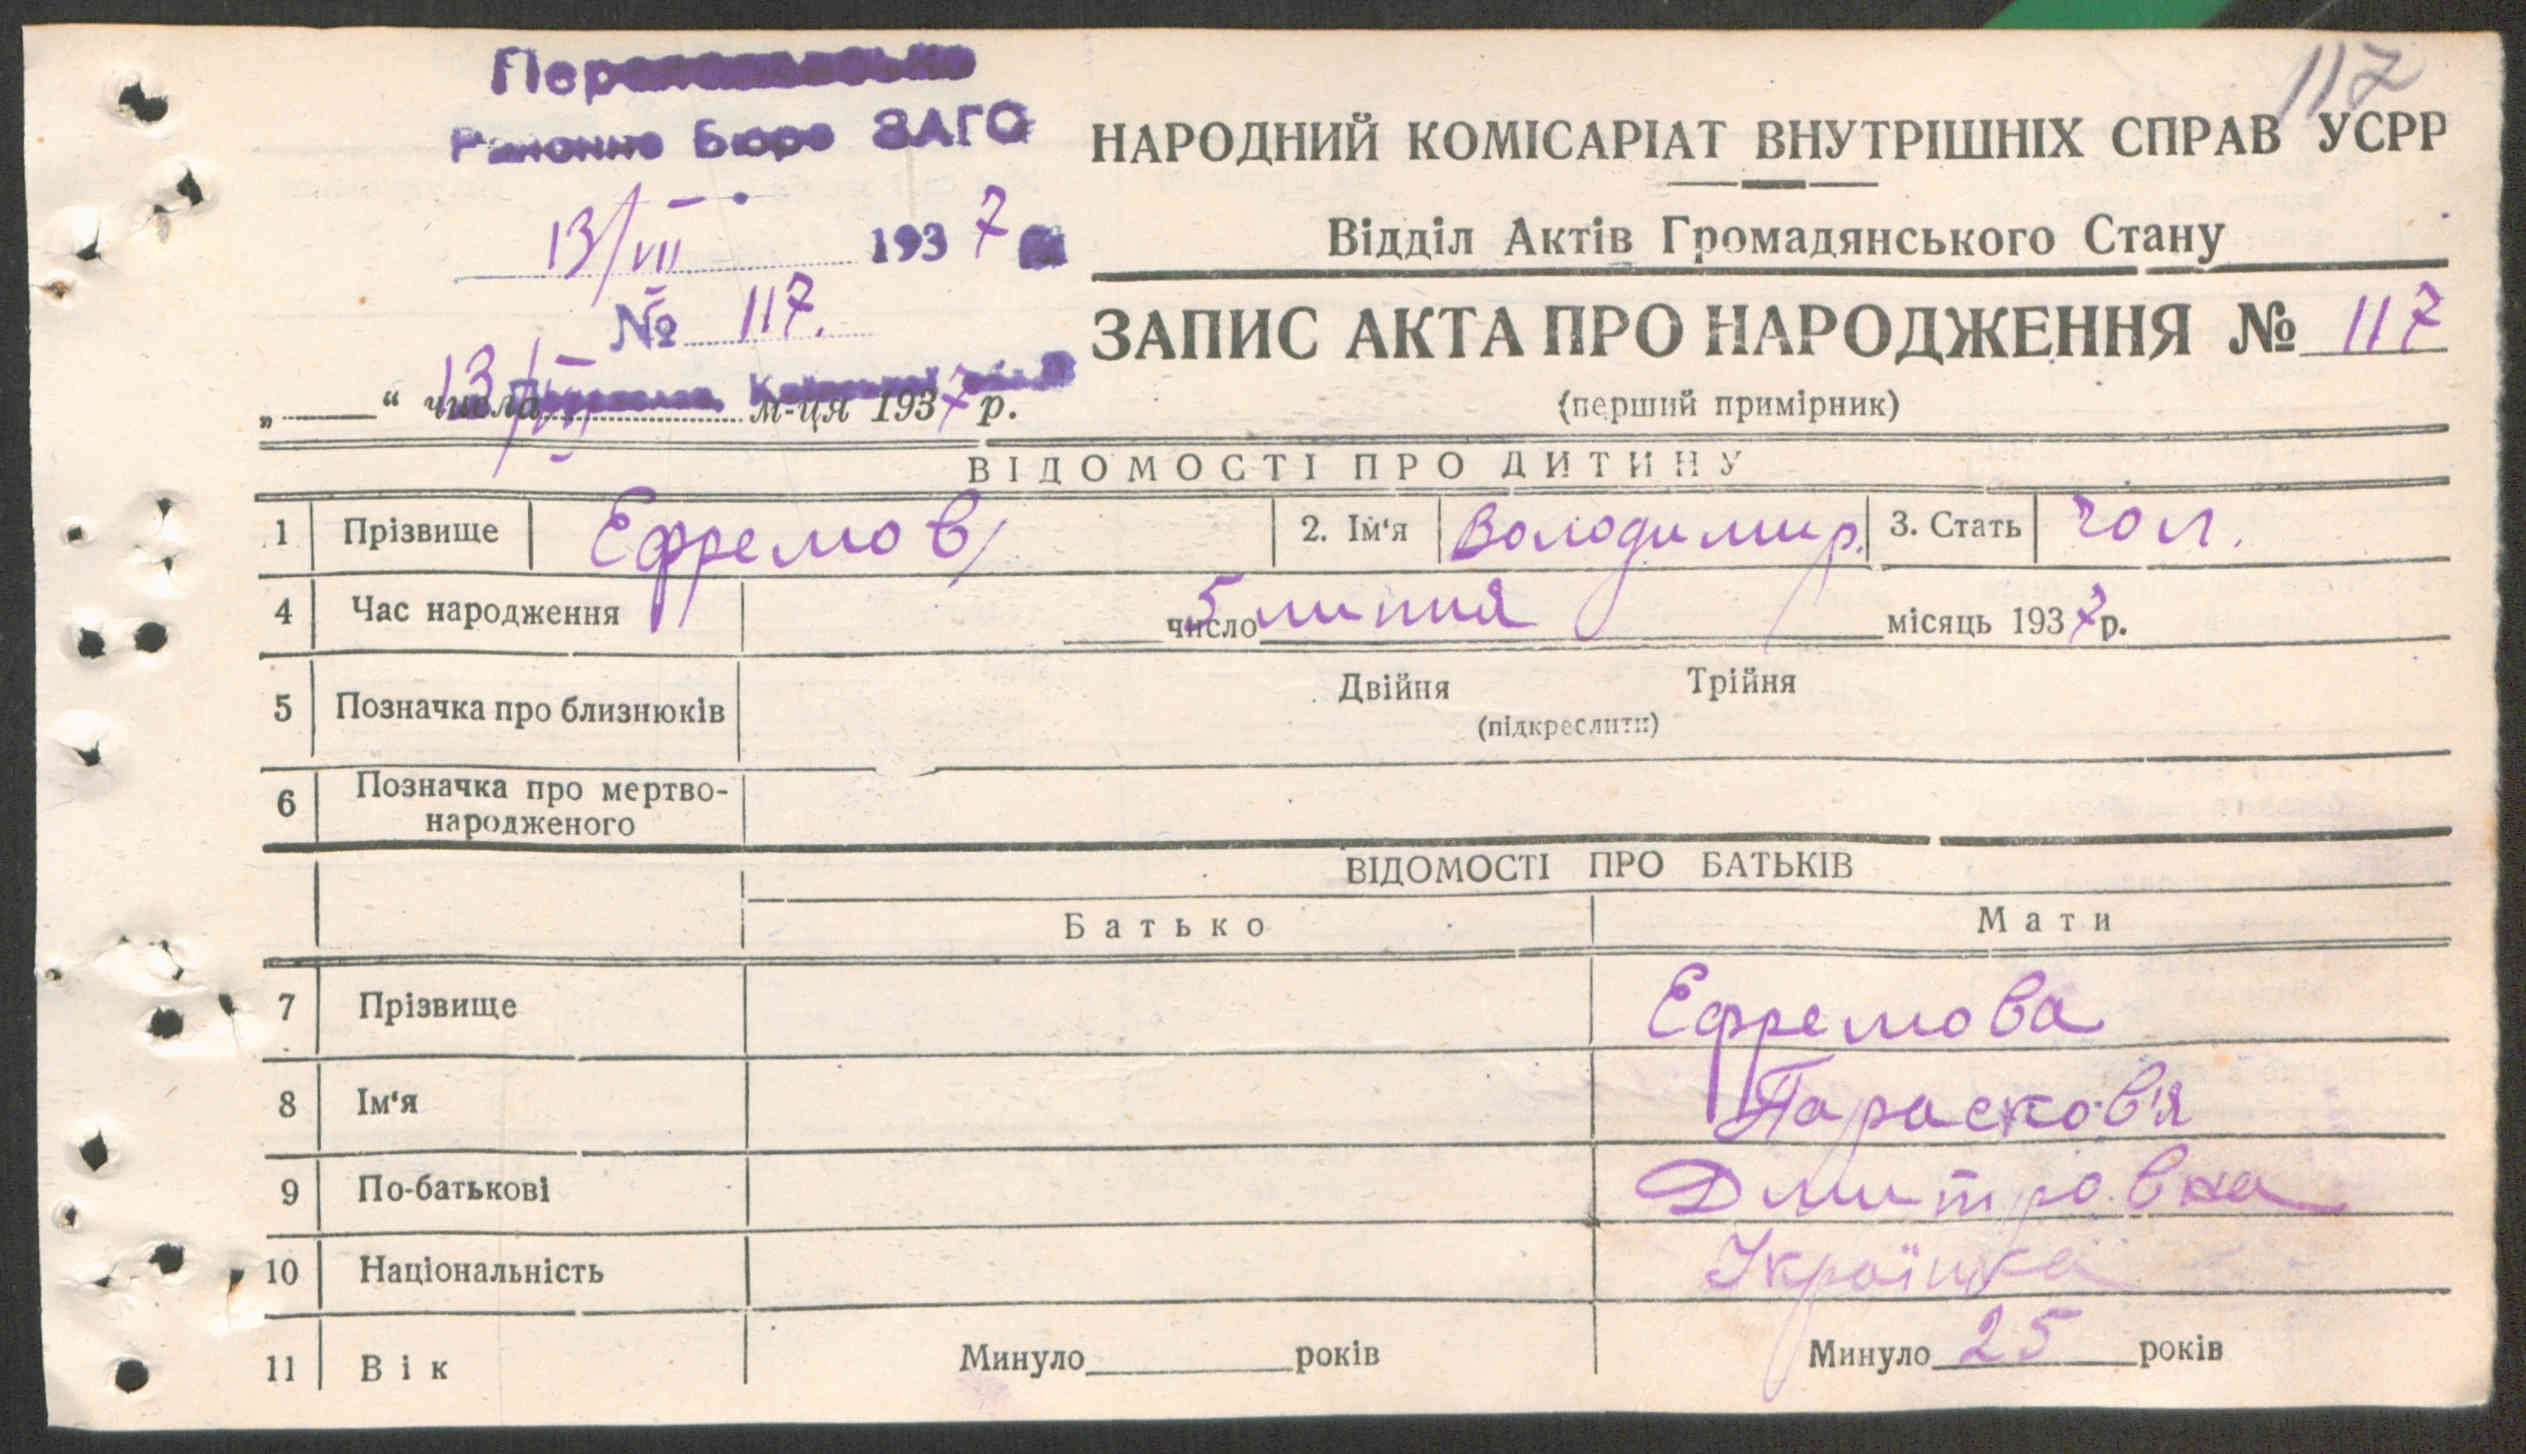 117
Бюро ЗАГС
13/VII 1937
№ 117.
НАРОДНИЙ КОМІСАРІАТ ВНУТРІШНІХ СПРАВ УСРР
Відділ Актів Громадянського Стану
ЗАПИС АКТА ПРО НАРОДЖЕННЯ № 117
(перший примірник)
„ “ 13/VII числа м-ця 1937 р.
ВІДОМОСТІ ПРО ДИТИНУ
1 Прізвище Ефремов 2. Ім‘я Володимир. 3. Стать чол.
4 Час народження 5 число липня місяць 1937 р.
5 Позначка про близнюків Двійня Трійня
(підкреслити)
6 Позначка про мертво-
народженого
ВІДОМОСТІ ПРО БАТЬКІВ
Батько Мати
7 Прізвище Ефремова
8 Ім‘я Парасков'я
9 По-батькові Дмитровна
10 Національність Українка
11 Вік Минуло років Минуло 25 років